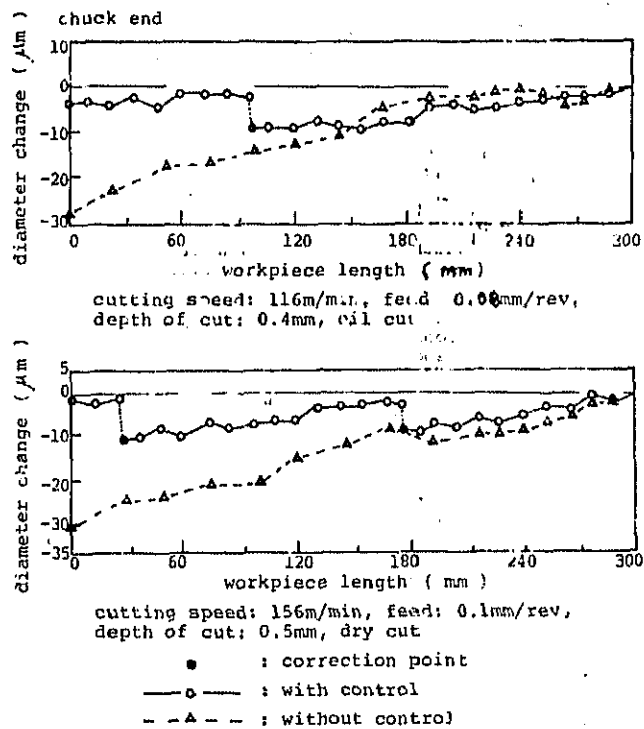 chuck end
diameter change ( μm )
10
0
-10
-20
-30
0 60 120 180 240 300
workpiece length ( mm )
cutting speed: 116m/min, feed 0.08mm/rev,
depth of cut: 0.4mm, oil cut
diameter change ( μm )
5
0
-10
-20
-30
-35
0 60 120 180 240 300
workpiece length ( mm )
cutting speed: 156m/min, feed: 0.1mm/rev,
depth of cut: 0.5mm, dry cut
: correction point
: with control
: without control